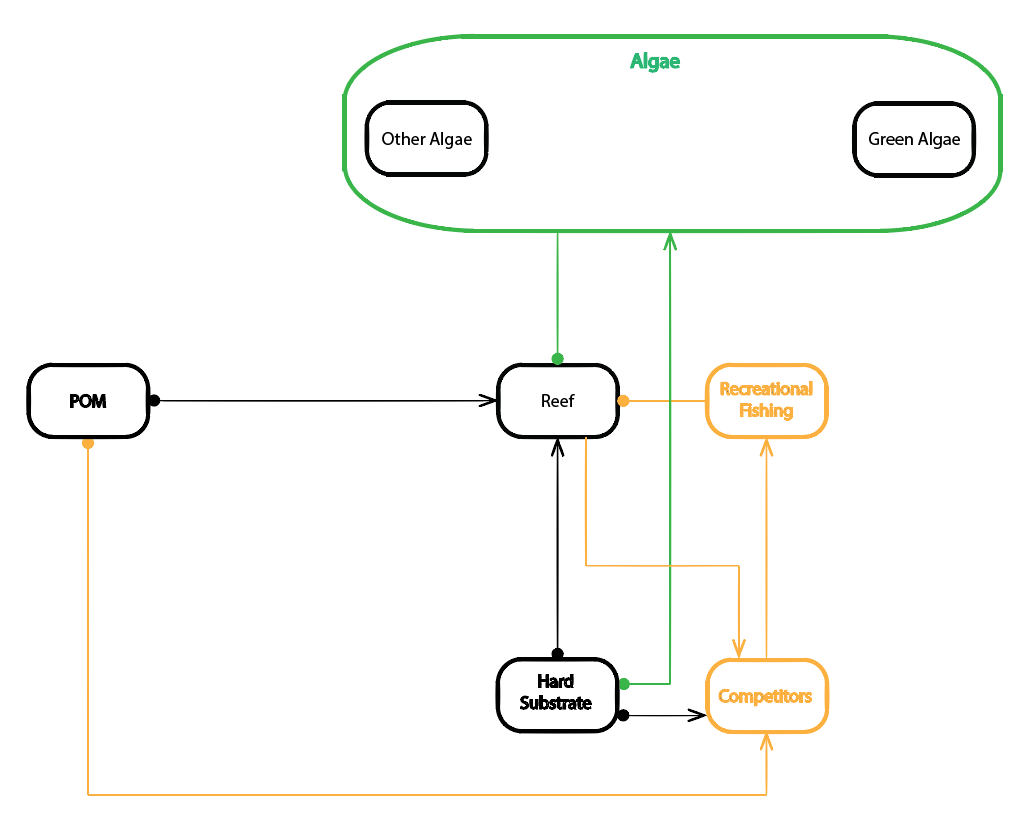 Algae
Other Algae
Green Algae
POM
Reef
Recreational
Fishing
Hard
Substrate
Competitors